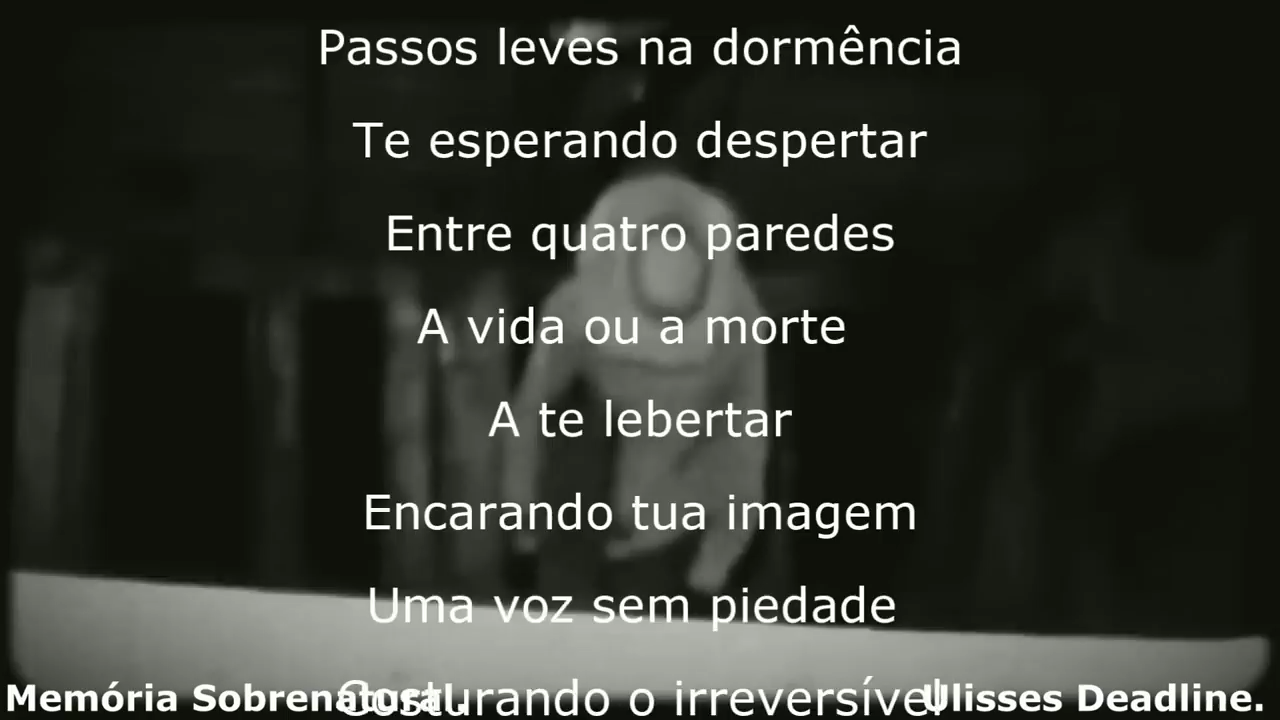 Passos leves na dormência
Te esperando despertar
Entre quatro paredes
A vida ou a morte
A te lebertar
Encarando tua imagem
Uma voz sem piedade
Costurando o irreversível
Memória Sobrenatural.
Ulisses Deadline.